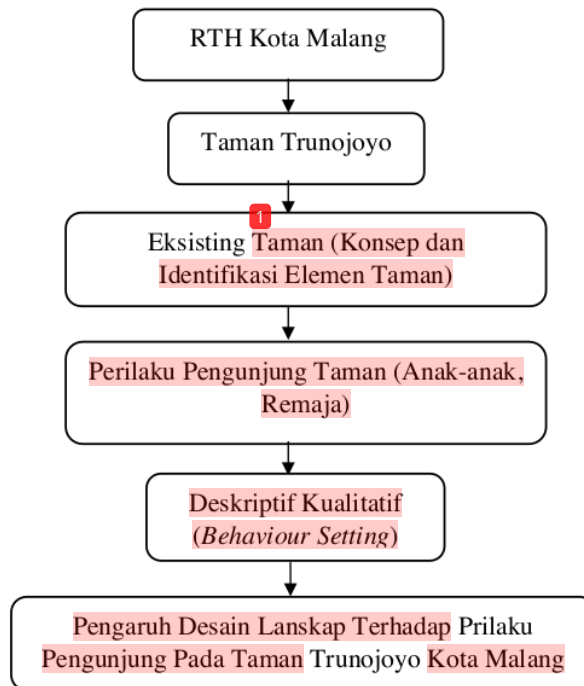 RTH Kota Malang
Taman Trunojoyo
1
Eksisting Taman (Konsep dan
Identifikasi Elemen Taman)
Perilaku Pengunjung Taman (Anak-anak,
Remaja)
Deskriptif Kualitatif
(Behaviour Setting)
Pengaruh Desain Lanskap Terhadap Prilaku
Pengunjung Pada Taman Trunojoyo Kota Malang